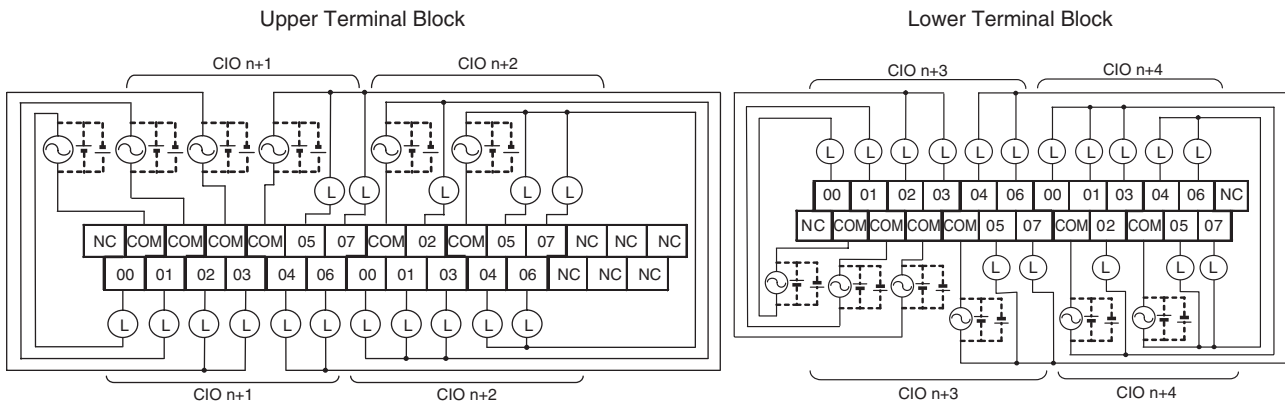 Upper Terminal Block
Lower Terminal Block
CIO n+1
CIO n+2
L L L L L L
NC COM COM COM COM 05 07 COM 02 COM 05 07 NC NC NC
00 01 02 03 04 06 00 01 03 04 06 NC NC NC
L L L L L L L L L L L
CIO n+1
CIO n+2
CIO n+3
CIO n+4
L L L L L L L L L L L
00 01 02 03 04 06 00 01 03 04 06 NC
NC COM COM COM COM 05 07 COM 02 COM 05 07
L L L L L
CIO n+3
CIO n+4